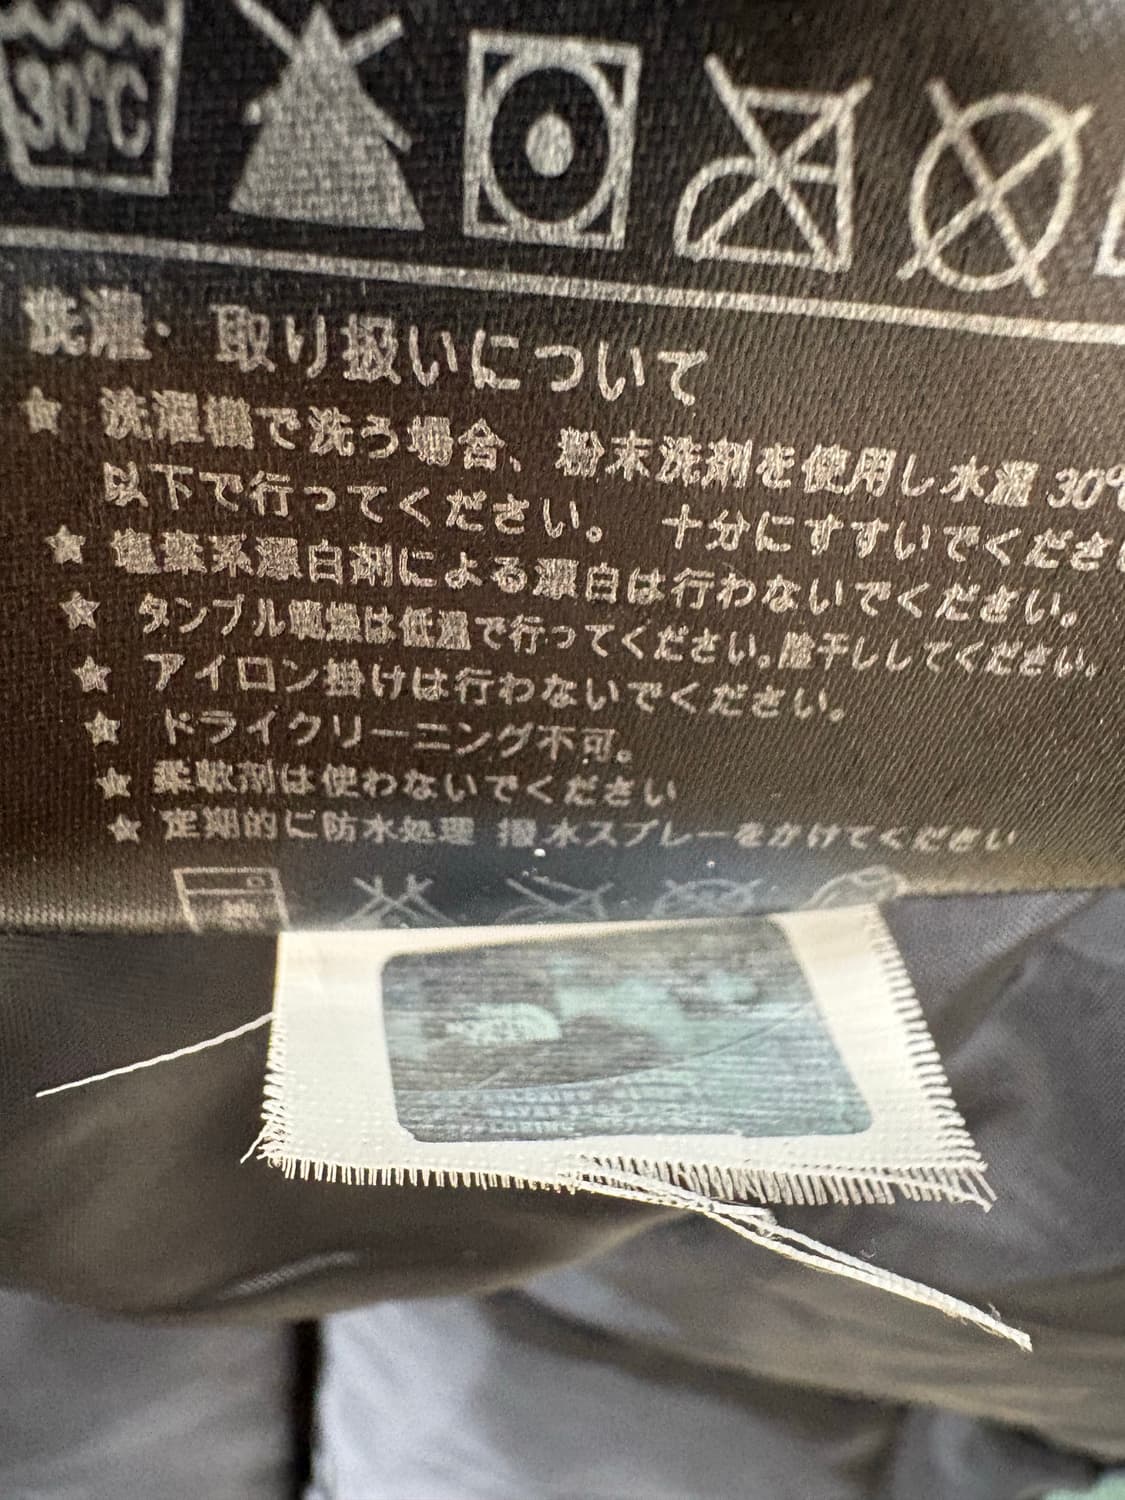 30°C
洗濯・取り扱いについて
★ 洗濯機で洗う場合、粉末洗剤を使用し水温 30°
以下で行ってください。 十分にすすいでくださ
★ 塩素系漂白剤による漂白は行わないでください。
★ タンブル乾燥は低温で行ってください。陰干ししてください。
★ アイロン掛けは行わないでください。
★ ドライクリーニング不可。
★ 柔軟剤は使わないでください
★ 定期的に防水処理 撥水スプレーをかけてください
NEVER STOP